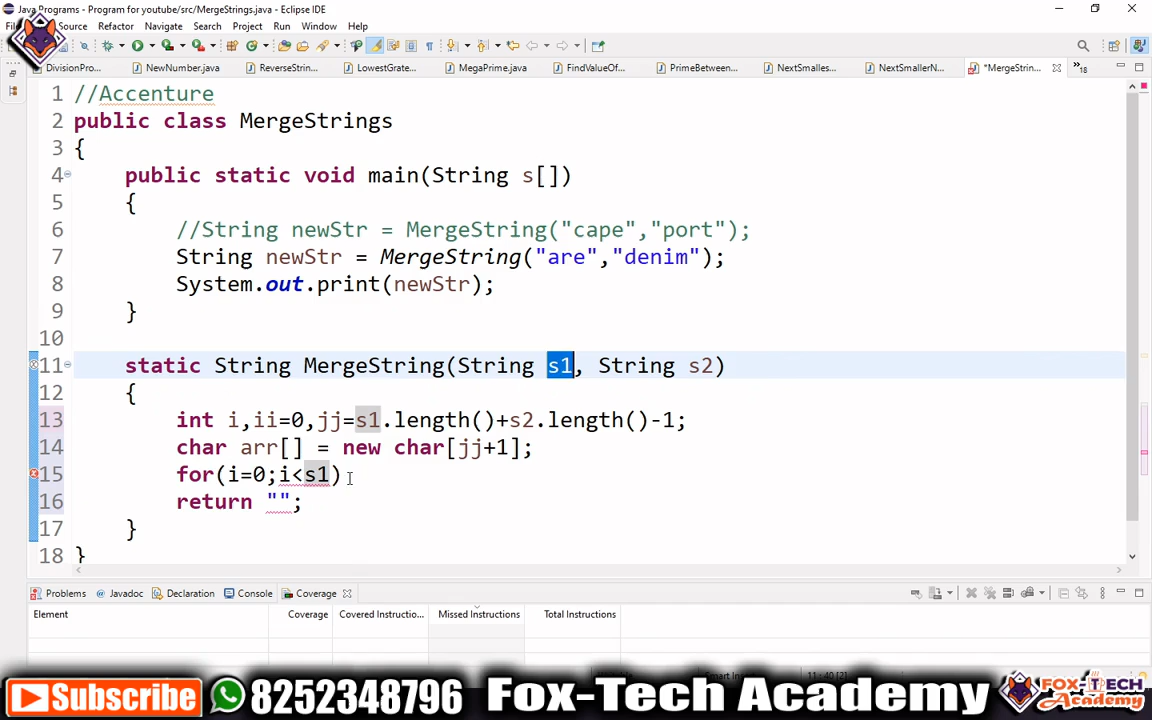 Java Programs - Program for youtube/src/MergeStrings.java - Eclipse IDE
Source Refactor Navigate Search Project Run Window Help
DivisionPro... NewNumber.java ReverseStrin... LowestGrate... MegaPrime.java FindValueOf... PrimeBetween... NextSmalles... NextSmallerN... *MergeStrin... »18
1 //Accenture
2 public class MergeStrings
3 {
4 public static void main(String s[])
5 {
6 //String newStr = MergeString("cape","port");
7 String newStr = MergeString("are","denim");
8 System.out.print(newStr);
9 }
10
11 static String MergeString(String s1, String s2)
12 {
13 int i,ii=0,jj=s1.length()+s2.length()-1;
14 char arr[] = new char[jj+1];
15 for(i=0;i<s1)
16 return "";
17 }
18 }
Problems Javadoc Declaration Console Coverage
Element Coverage Covered Instructio... Missed Instructions Total Instructions
Subscribe 8252348796 Fox-Tech Academy FOX-TECH
Academy